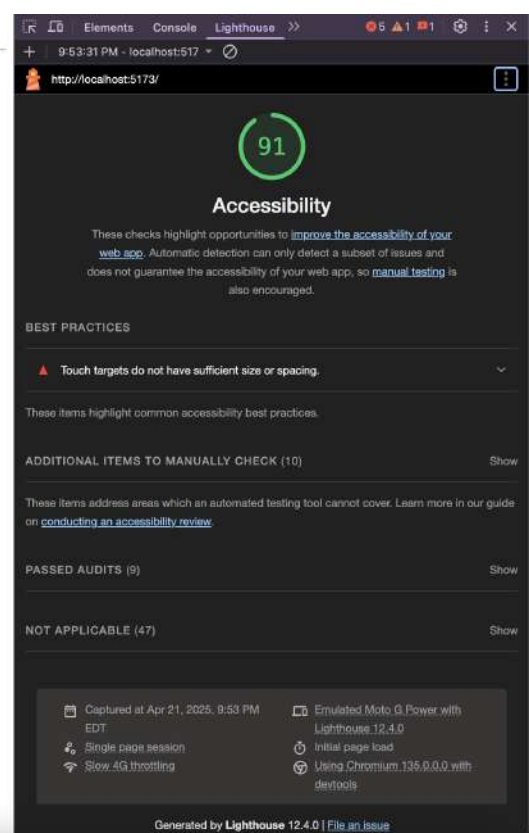 Elements Console Lighthouse 5 1 1
9:53:31 PM - localhost:517
http://localhost:5173/
91
Accessibility
These checks highlight opportunities to improve the accessibility of your
web app. Automatic detection can only detect a subset of issues and
does not guarantee the accessibility of your web app, so manual testing is
also encouraged.
BEST PRACTICES
Touch targets do not have sufficient size or spacing.
These items highlight common accessibility best practices.
ADDITIONAL ITEMS TO MANUALLY CHECK (10) Show
These items address areas which an automated testing tool cannot cover. Learn more in our guide
on conducting an accessibility review.
PASSED AUDITS (9) Show
NOT APPLICABLE (47) Show
Captured at Apr 21, 2025, 9:53 PM
EDT
Single page session
Slow 4G throttling
Emulated Moto G Power with
Lighthouse 12.4.0
Initial page load
Using Chromium 135.0.0.0 with
devtools
Generated by Lighthouse 12.4.0 | File an issue